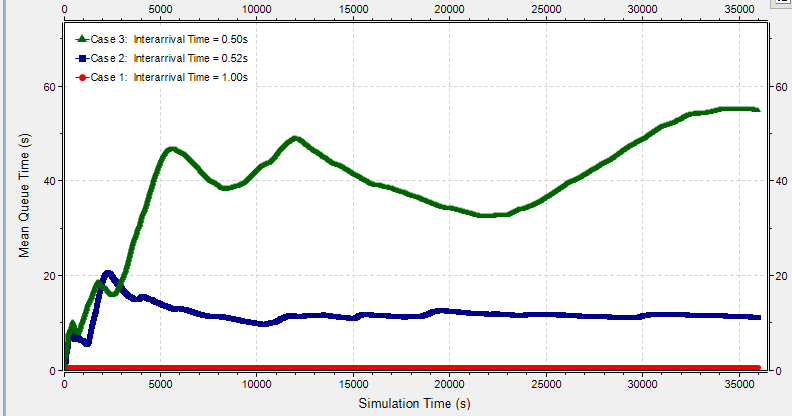 0 5000 10000 15000 20000 25000 30000 35000
Case 3: Interarrival Time = 0.50s
Case 2: Interarrival Time = 0.52s
Case 1: Interarrival Time = 1.00s
60 60
40 40
20 20
0 0
Mean Queue Time (s)
0 5000 10000 15000 20000 25000 30000 35000
Simulation Time (s)